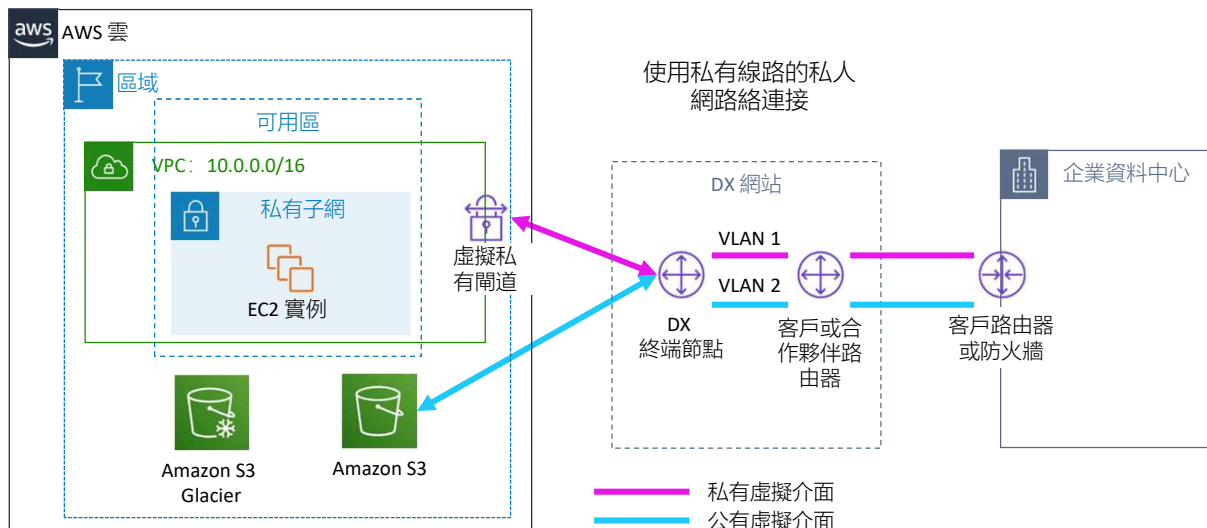 aws
AWS 雲
區域
可用區
VPC：10.0.0.0/16
私有子網
EC2 實例
虛擬私
有閘道
Amazon S3
Glacier
Amazon S3
使用私有線路的私人
網路絡連接
DX 網站
VLAN 1
VLAN 2
DX
終端節點
客戶或合
作夥伴路
由器
企業資料中心
客戶路由器
或防火牆
私有虛擬介面
公有虛擬介面